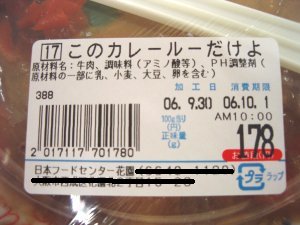 17 このカレールーだけよ
原材料名:牛肉、調味料(アミノ酸等)、PH調整剤(
原材料の一部に乳、小麦、大豆、卵を含む)
388
加工日 消費期限
06. 9.30 06.10. 1
AM10:00
100g当り
(円)
正味量
(g)
178
2 017117 701780
プラ
ラップ
日本フードセンター花園